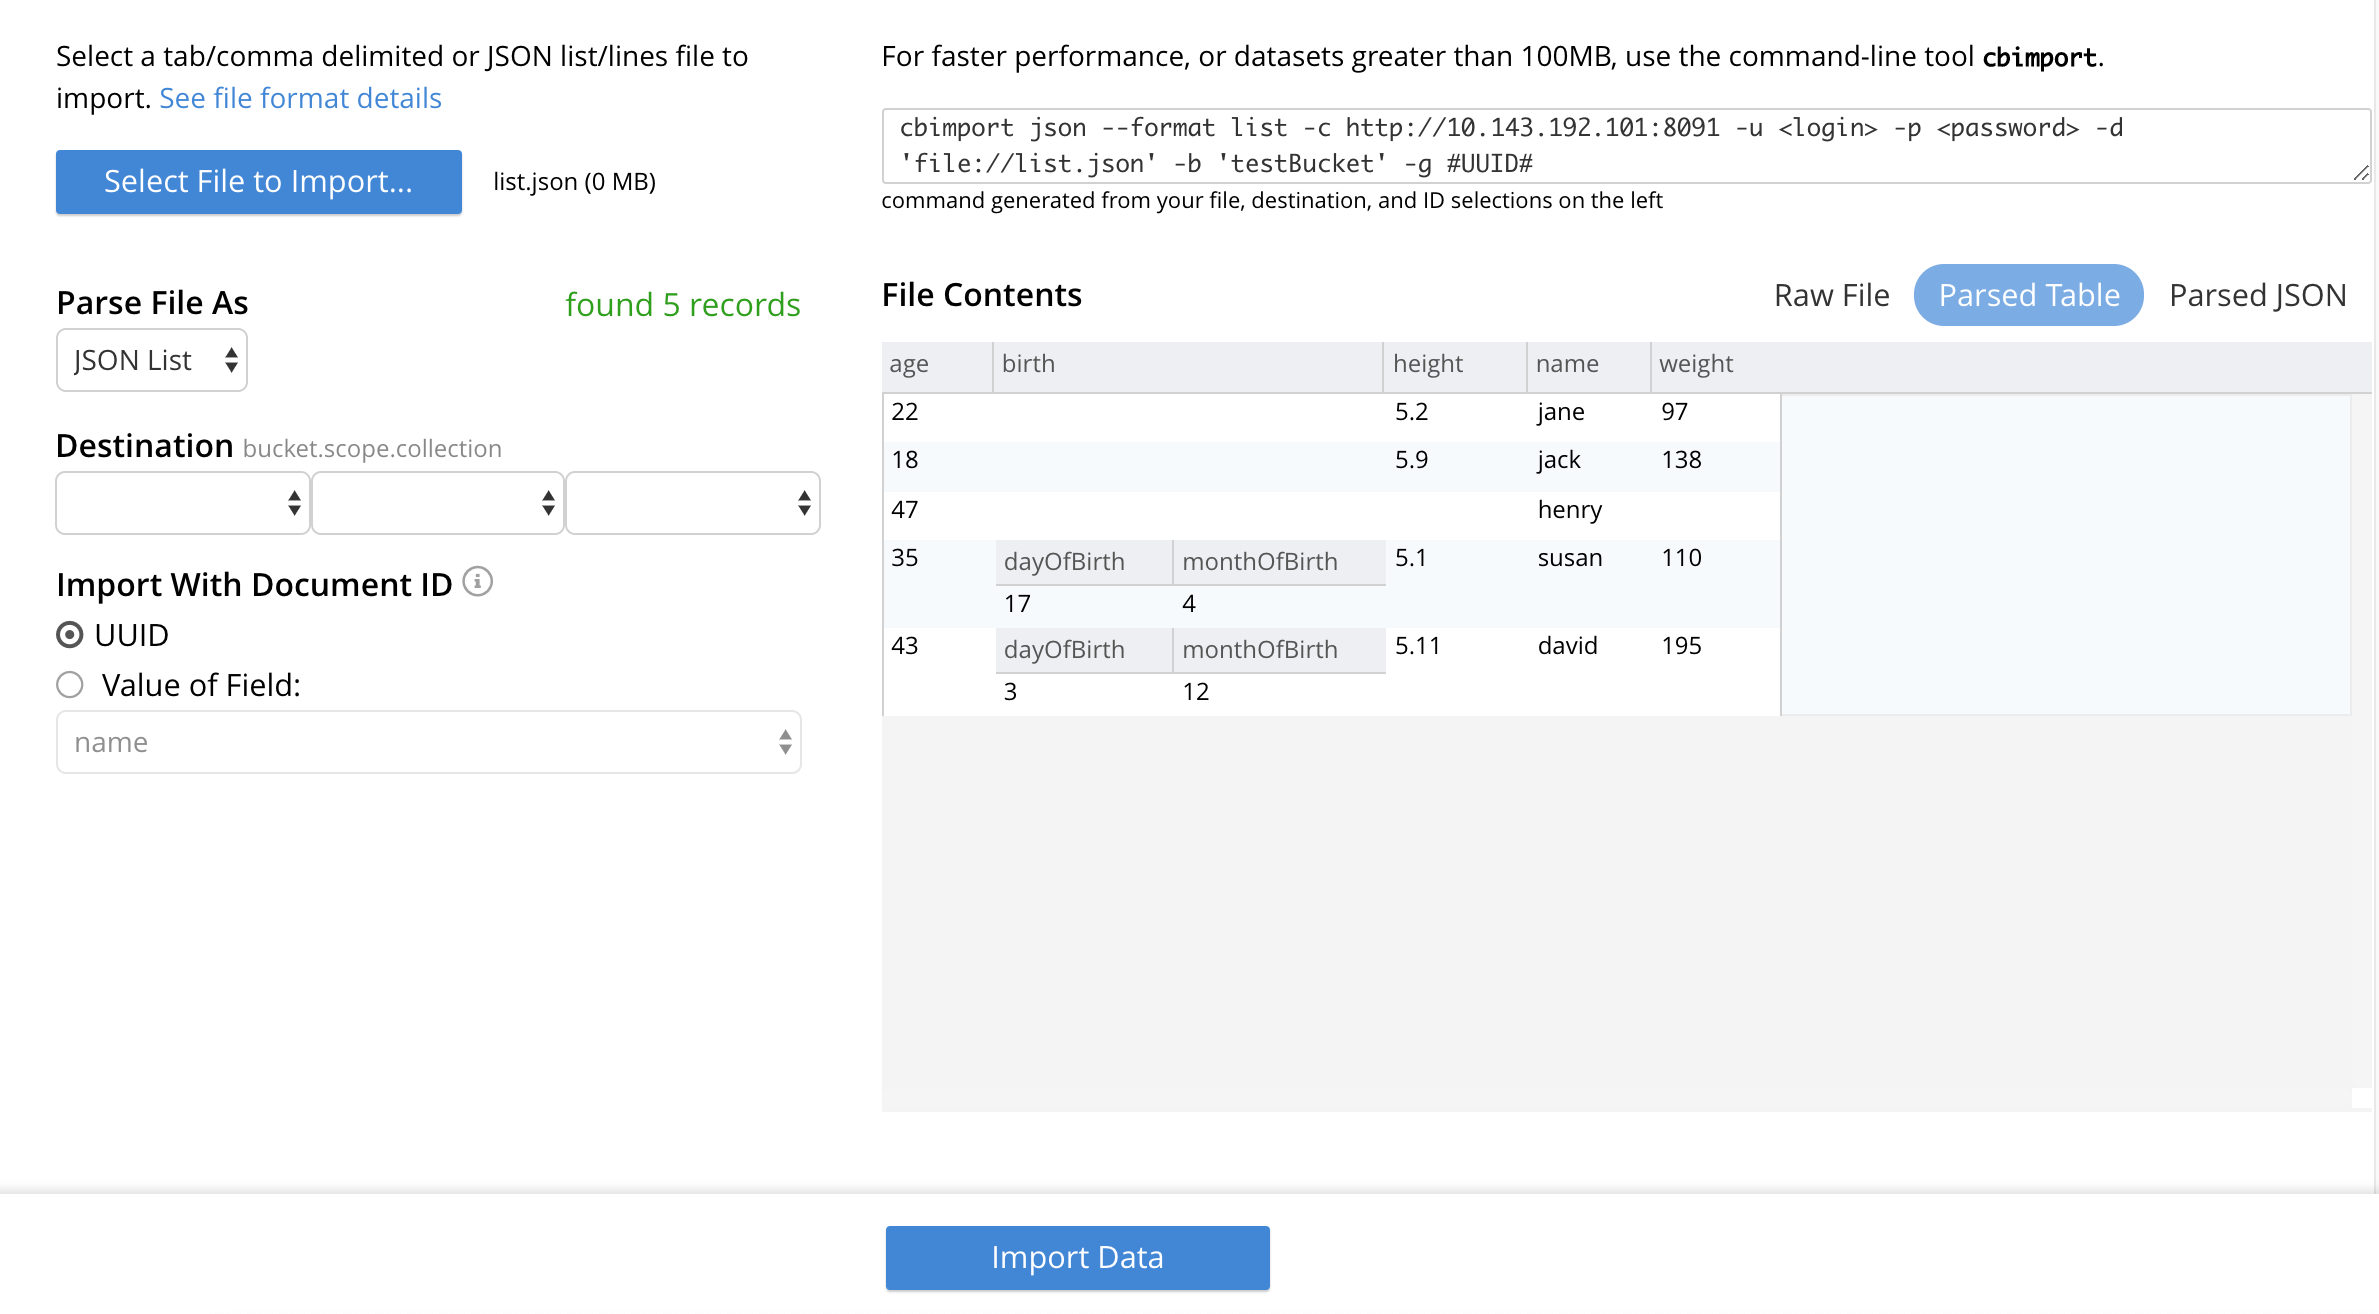 Select a tab/comma delimited or JSON list/lines file to
import. See file format details
Select File to Import...
list.json (0 MB)
Parse File As
found 5 records
JSON List
Destination bucket.scope.collection
Import With Document ID
UUID
Value of Field:
name
For faster performance, or datasets greater than 100MB, use the command-line tool cbimport.
cbimport json --format list -c http://10.143.192.101:8091 -u <login> -p <password> -d
'file://list.json' -b 'testBucket' -g #UUID#
command generated from your file, destination, and ID selections on the left
File Contents
Raw File Parsed Table Parsed JSON
age birth height name weight
22 5.2 jane 97
18 5.9 jack 138
47 henry
35 dayOfBirth monthOfBirth 5.1 susan 110
17 4
43 dayOfBirth monthOfBirth 5.11 david 195
3 12
Import Data